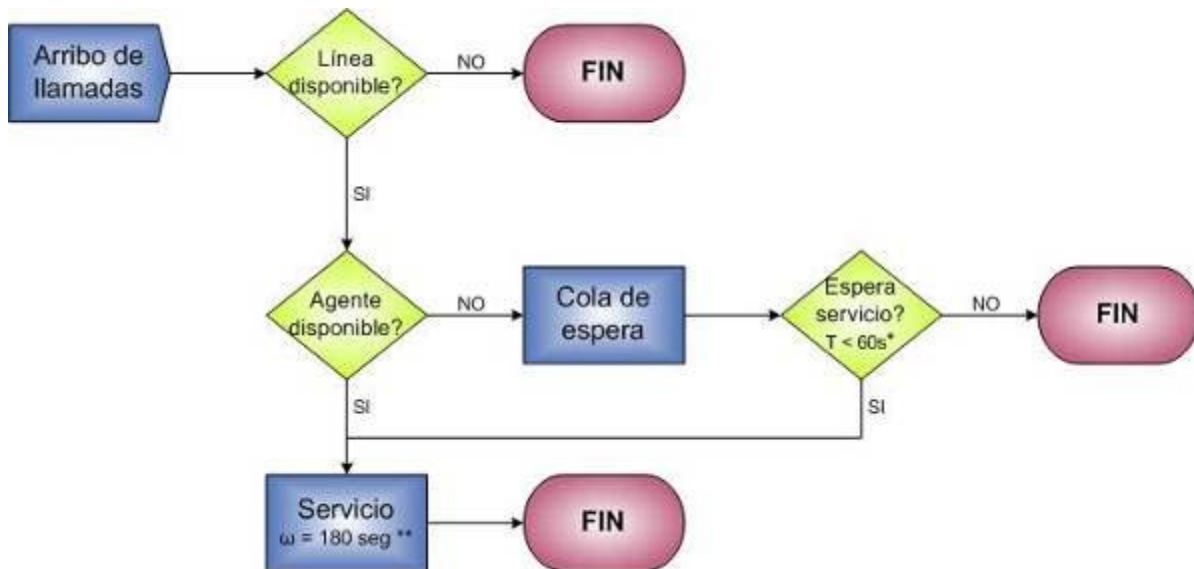 Arribo de
llamadas
Línea
disponible?
NO
FIN
SI
Agente
disponible?
NO
Cola de
espera
Espera
servicio?
T < 60s*
NO
FIN
SI
SI
Servicio
ω = 180 seg **
FIN